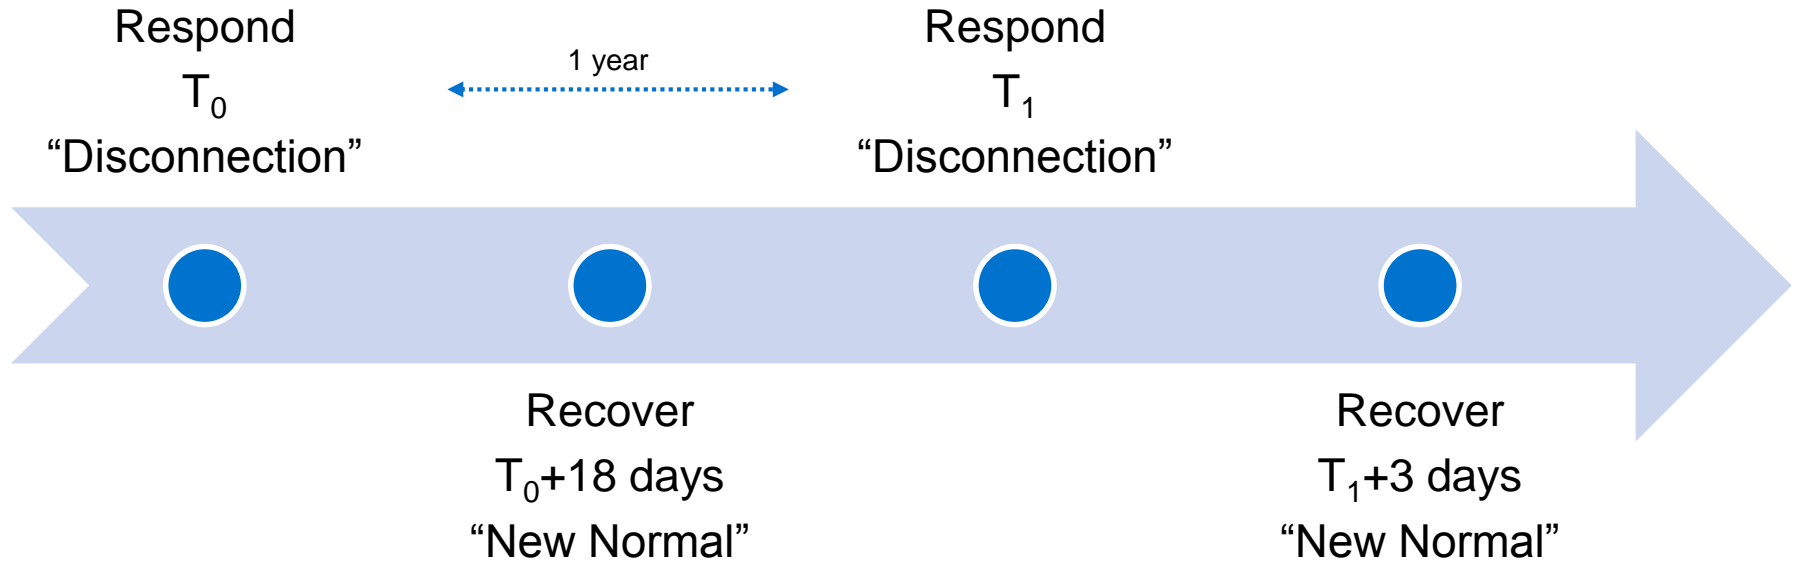 Respond
T₀
“Disconnection”
1 year
Respond
T₁
“Disconnection”
Recover
T₀+18 days
“New Normal”
Recover
T₁+3 days
“New Normal”